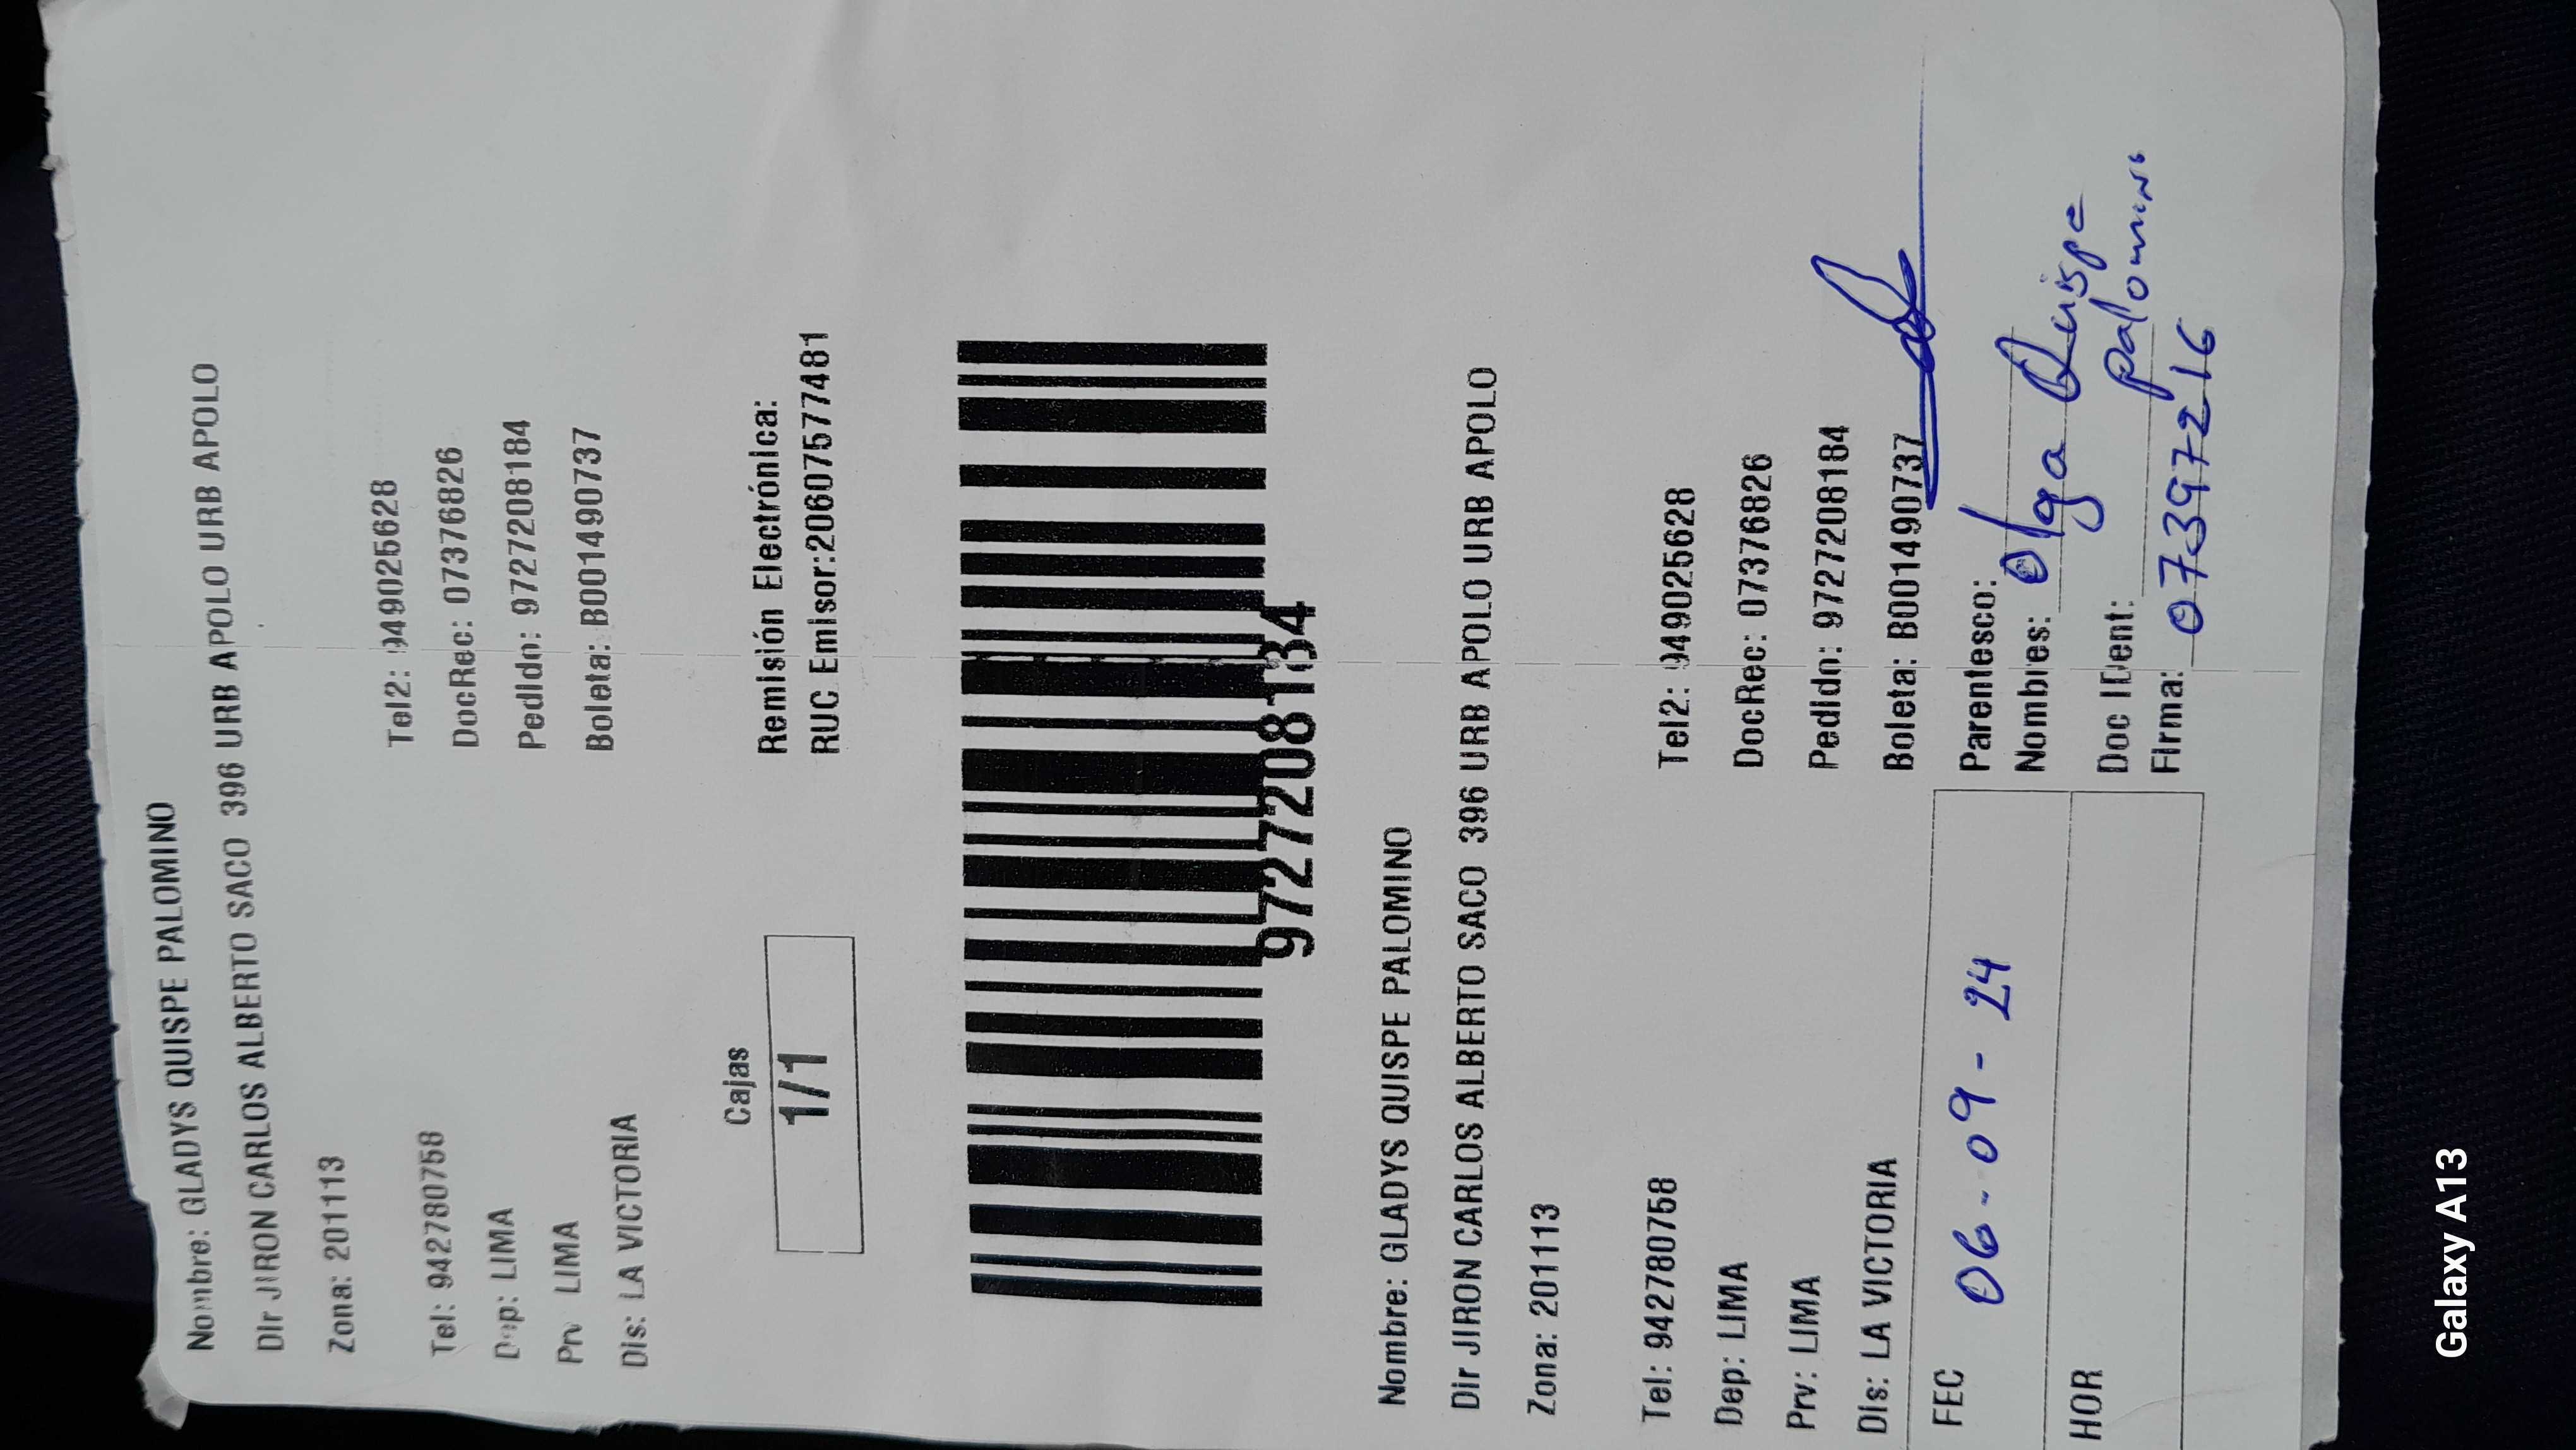 Nombre: GLADYS QUISPE PALOMINO
Dir JIRON CARLOS ALBERTO SACO 396 URB APOLO URB APOLO
Zona: 201113
Tel: 942780758 Tel2: 949025628
Dep: LIMA DocRec: 07376826
Prv LIMA Pedido: 9727208184
Dis: LA VICTORIA Boleta: B001490737
Cajas
1/1
Remisión Electrónica:
RUC Emisor:20607577481
9727208184
Nombre: GLADYS QUISPE PALOMINO
Dir JIRON CARLOS ALBERTO SACO 396 URB APOLO URB APOLO
Zona: 201113
Tel: 942780758 Tel2: 949025628
Dep: LIMA DocRec: 07376826
Prv: LIMA Pedido: 9727208184
Dis: LA VICTORIA Boleta: B001490737
FEC 06-09-24
HOR
Parentesco:
Nombres: Olga Quispe
palomino
Doc IDent:
Firma: 07397216
Galaxy A13